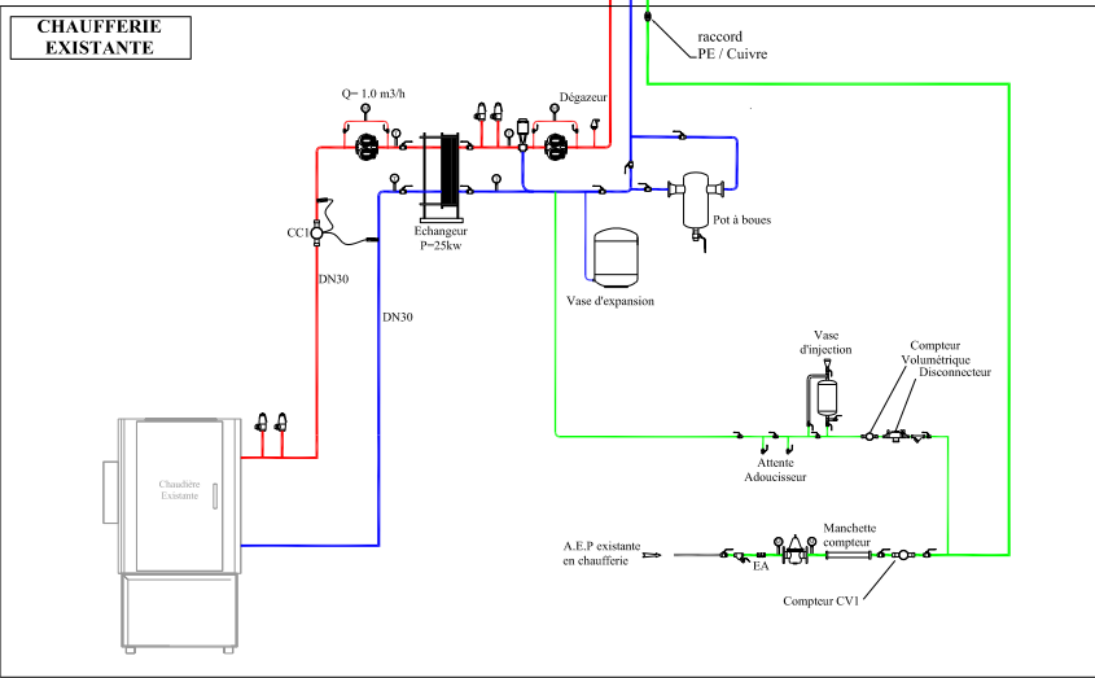 CHAUFFERIE
EXISTANTE
raccord
PE / Cuivre
Q= 1.0 m3/h
Dégazeur
Echangeur
P=25kw
CC1
Pot à boues
DN30
Vase d'expansion
DN30
Vase
d'injection
Compteur
Volumétrique
Disconnecteur
Chaudière
Existante
Attente
Adoucisseur
A.E.P existante
en chaufferie
EA
Manchette
compteur
Compteur CV1